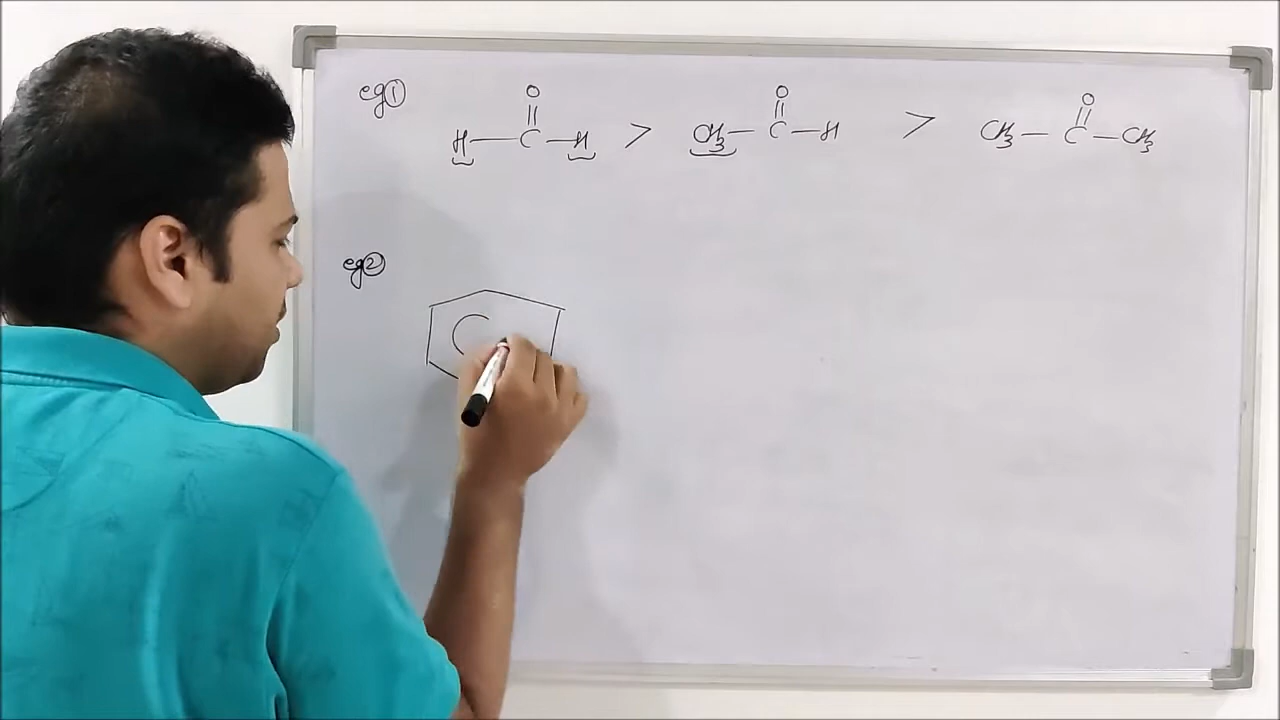 eg①
O O O
H — C — H > CH₃ — C — H > CH₃ — C — CH₃
eg②